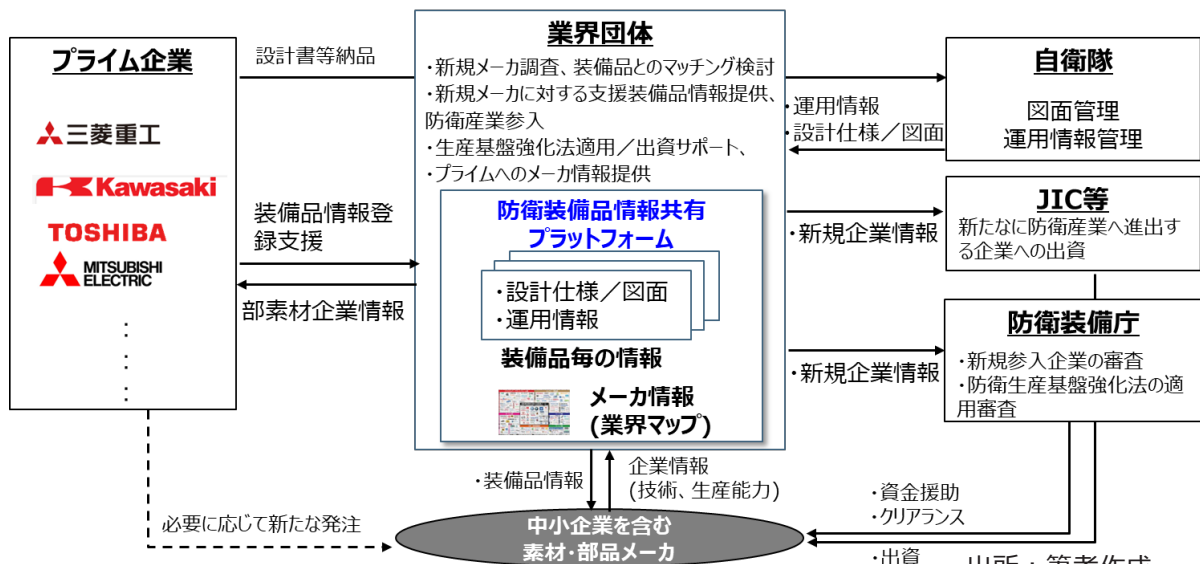 プライム企業
三菱重工
Kawasaki
TOSHIBA
MITSUBISHI
ELECTRIC
設計書等納品
装備品情報登
録支援
部素材企業情報
必要に応じて新たな発注
業界団体
・新規メーカ調査、装備品とのマッチング検討
・新規メーカに対する支援装備品情報提供、
防衛産業参入
・生産基盤強化法適用／出資サポート、
・プライムへのメーカ情報提供
防衛装備品情報共有
プラットフォーム
・設計仕様／図面
・運用情報
装備品毎の情報
メーカ情報
(業界マップ)
・装備品情報
企業情報
(技術、生産能力)
中小企業を含む
素材・部品メーカ
・運用情報
・設計仕様／図面
・新規企業情報
・新規企業情報
自衛隊
図面管理
運用情報管理
JIC等
新たに防衛産業へ進出す
る企業への出資
防衛装備庁
・新規参入企業の審査
・防衛生産基盤強化法の適
用審査
・資金援助
・クリアランス
・出資
出所：筆者作成